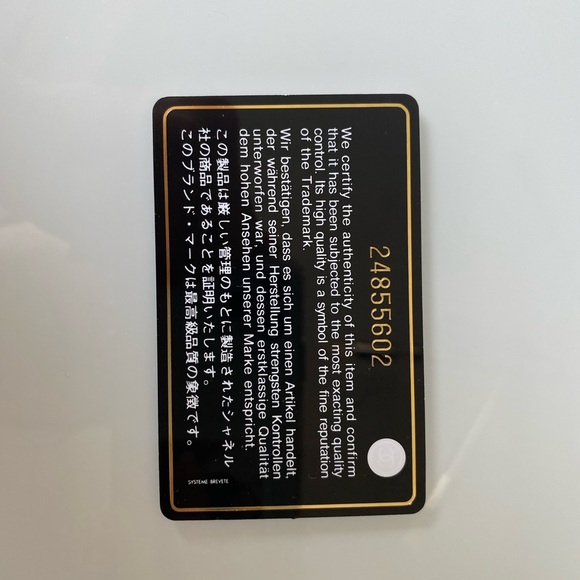 24855602
We certify the authenticity of this item and confirm
that it has been subjected to the most exacting quality
control. Its high quality is a symbol of the fine reputation
of the Trademark.
Wir bestätigen, dass es sich um einen Artikel handelt,
der während seiner Herstellung strengsten Kontrollen
unterworfen war, und dessen erstklassige Qualität
dem hohen Ansehen unserer Marke entspricht.
この製品は厳しい管理のもとに製造されたシャネル
社の商品であることを証明いたします。
このブランド・マークは最高級品質の象徴です。
SYSTEME BREVETE